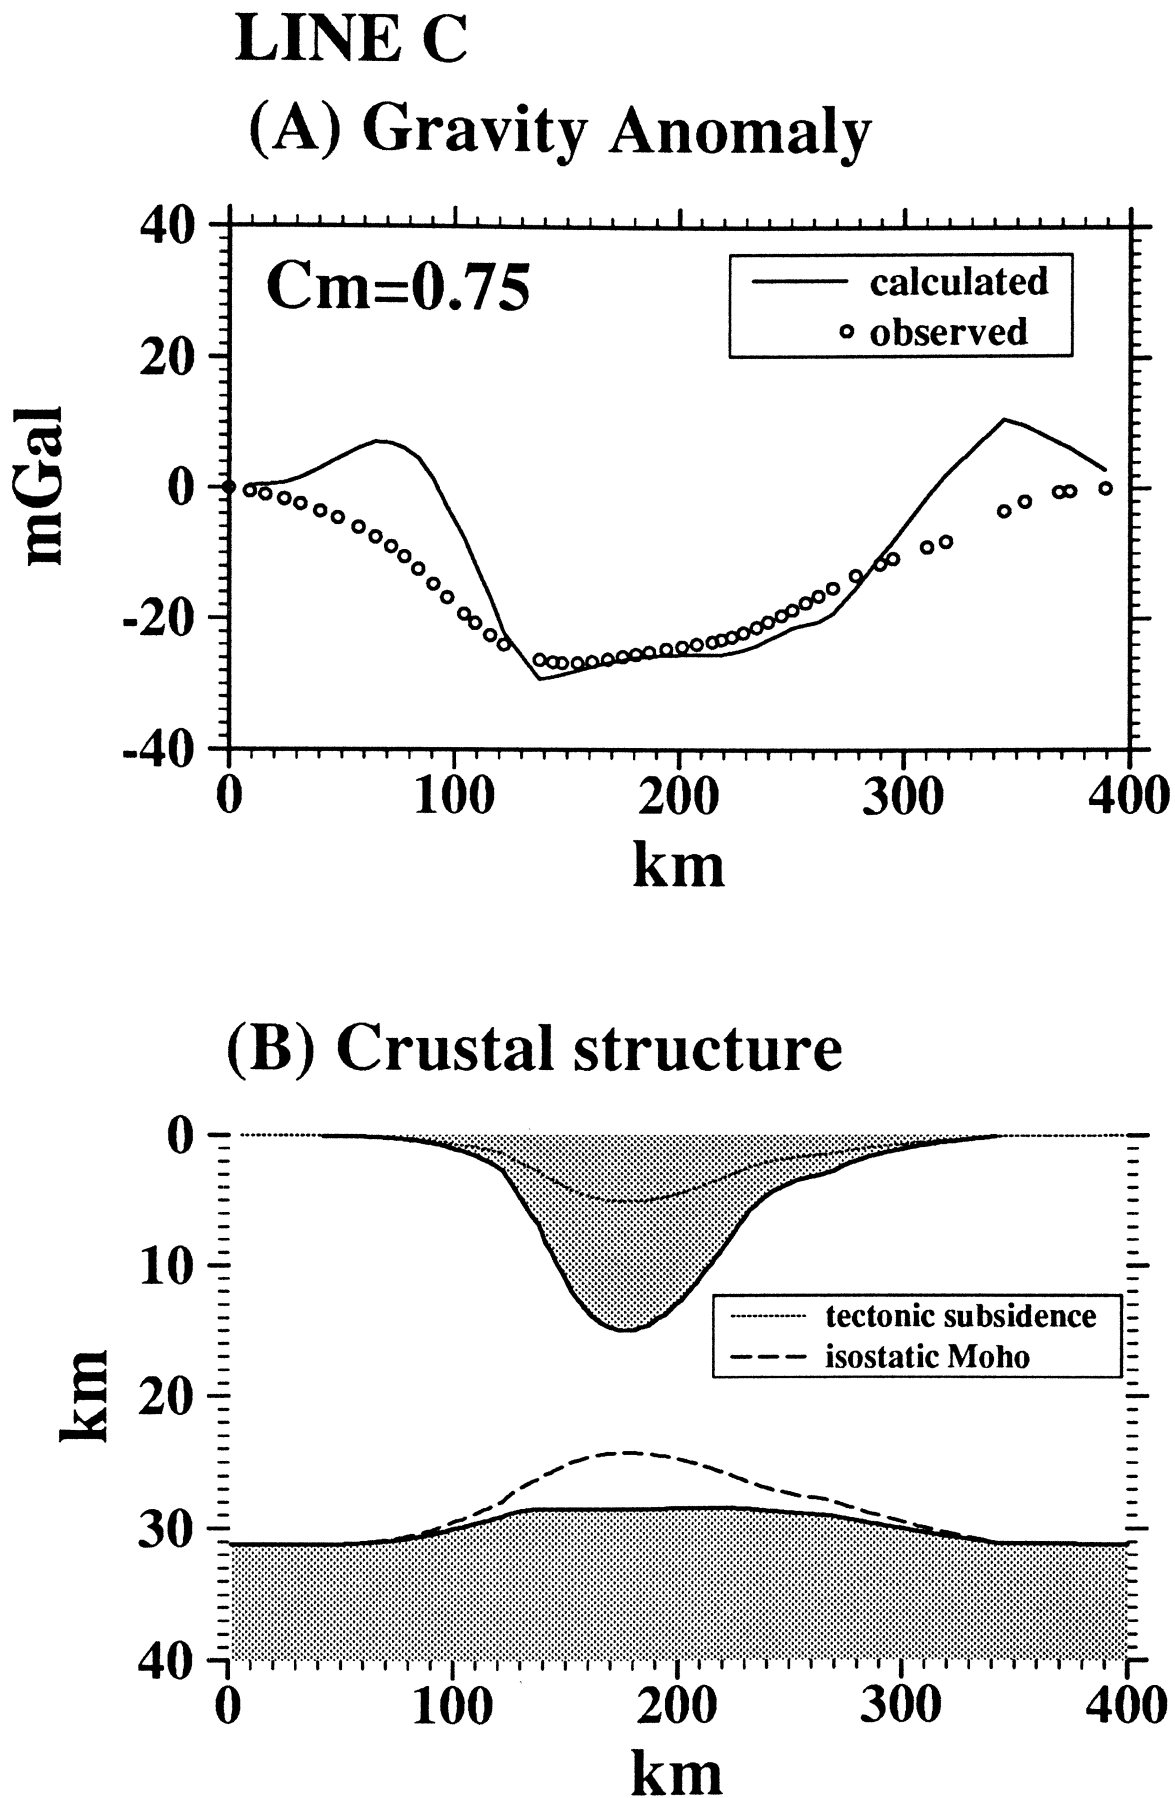 LINE C
(A) Gravity Anomaly
40
20
0
-20
-40
mGal
Cm=0.75
calculated
observed
0 100 200 300 400
km
(B) Crustal structure
0
10
20
30
40
km
tectonic subsidence
isostatic Moho
0 100 200 300 400
km